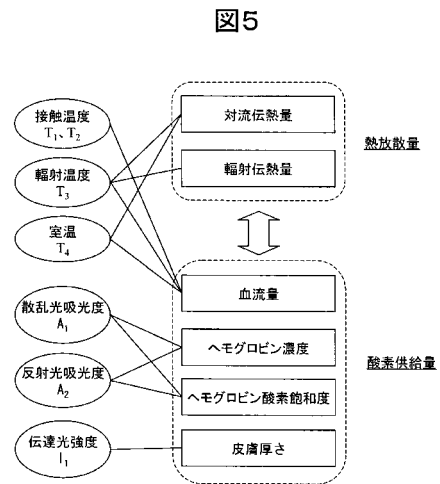 図5
接触温度
T₁、T₂
輻射温度
T₃
室温
T₄
散乱光吸光度
A₁
反射光吸光度
A₂
伝達光強度
I₁
対流伝熱量
輻射伝熱量
熱放散量
血流量
ヘモグロビン濃度
ヘモグロビン酸素飽和度
皮膚厚さ
酸素供給量